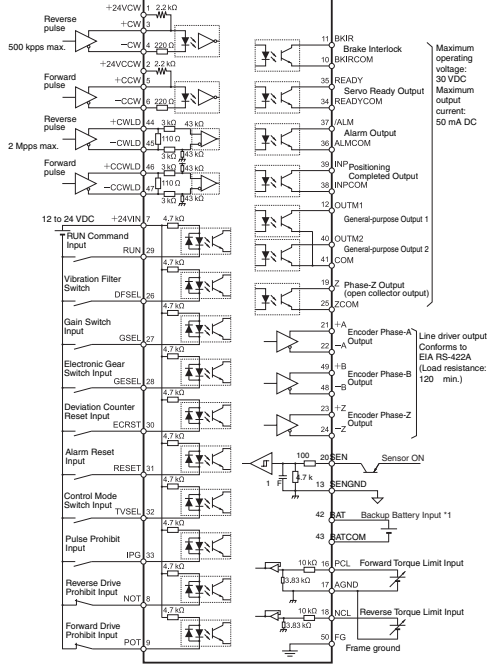 +24VCW 1 2.2 kΩ
Reverse pulse
+CW 3
500 kpps max.
−CW 4 220 Ω
+24VCCW 2 2.2 kΩ
Forward pulse
+CCW 5
−CCW 6 220 Ω
Reverse pulse
+CWLD 44 3 kΩ 43 kΩ
110 Ω
2 Mpps max.
−CWLD 45 3 kΩ 43 kΩ
Forward pulse
+CCWLD 46 3 kΩ 43 kΩ
110 Ω
−CCWLD 47 3 kΩ 43 kΩ
12 to 24 VDC +24VIN 7 4.7 kΩ
RUN Command Input
RUN 29
4.7 kΩ
Vibration Filter Switch
DFSEL 26
4.7 kΩ
Gain Switch Input
GSEL 27
4.7 kΩ
Electronic Gear Switch Input
GESEL 28
4.7 kΩ
Deviation Counter Reset Input
ECRST 30
4.7 kΩ
Alarm Reset Input
RESET 31
4.7 kΩ
Control Mode Switch Input
TVSEL 32
4.7 kΩ
Pulse Prohibit Input
IPG 33
4.7 kΩ
Reverse Drive Prohibit Input
NOT 8
4.7 kΩ
Forward Drive Prohibit Input
POT 9
11 BKIR
Brake Interlock
10 BKIRCOM
35 READY
Servo Ready Output
34 READYCOM
37 /ALM
Alarm Output
36 ALMCOM
39 INP
Positioning Completed Output
38 INPCOM
12 OUTM1
General-purpose Output 1
40 OUTM2
General-purpose Output 2
41 COM
19 Z
Phase-Z Output
(open collector output)
25 ZCOM
Maximum operating voltage:
30 VDC
Maximum output current:
50 mA DC
21 +A
Encoder Phase-A Output
22 −A
49 +B
Encoder Phase-B Output
48 −B
23 +Z
Encoder Phase-Z Output
24 −Z
Line driver output
Conforms to
EIA RS-422A
(Load resistance:
120 min.)
100 20 SEN Sensor ON
4.7 k
1 F
13 SENGND
42 BAT Backup Battery Input *1
43 BATCOM
10 kΩ 16 PCL Forward Torque Limit Input
3.83 kΩ
17 AGND
10 kΩ 18 NCL Reverse Torque Limit Input
3.83 kΩ
50 FG
Frame ground